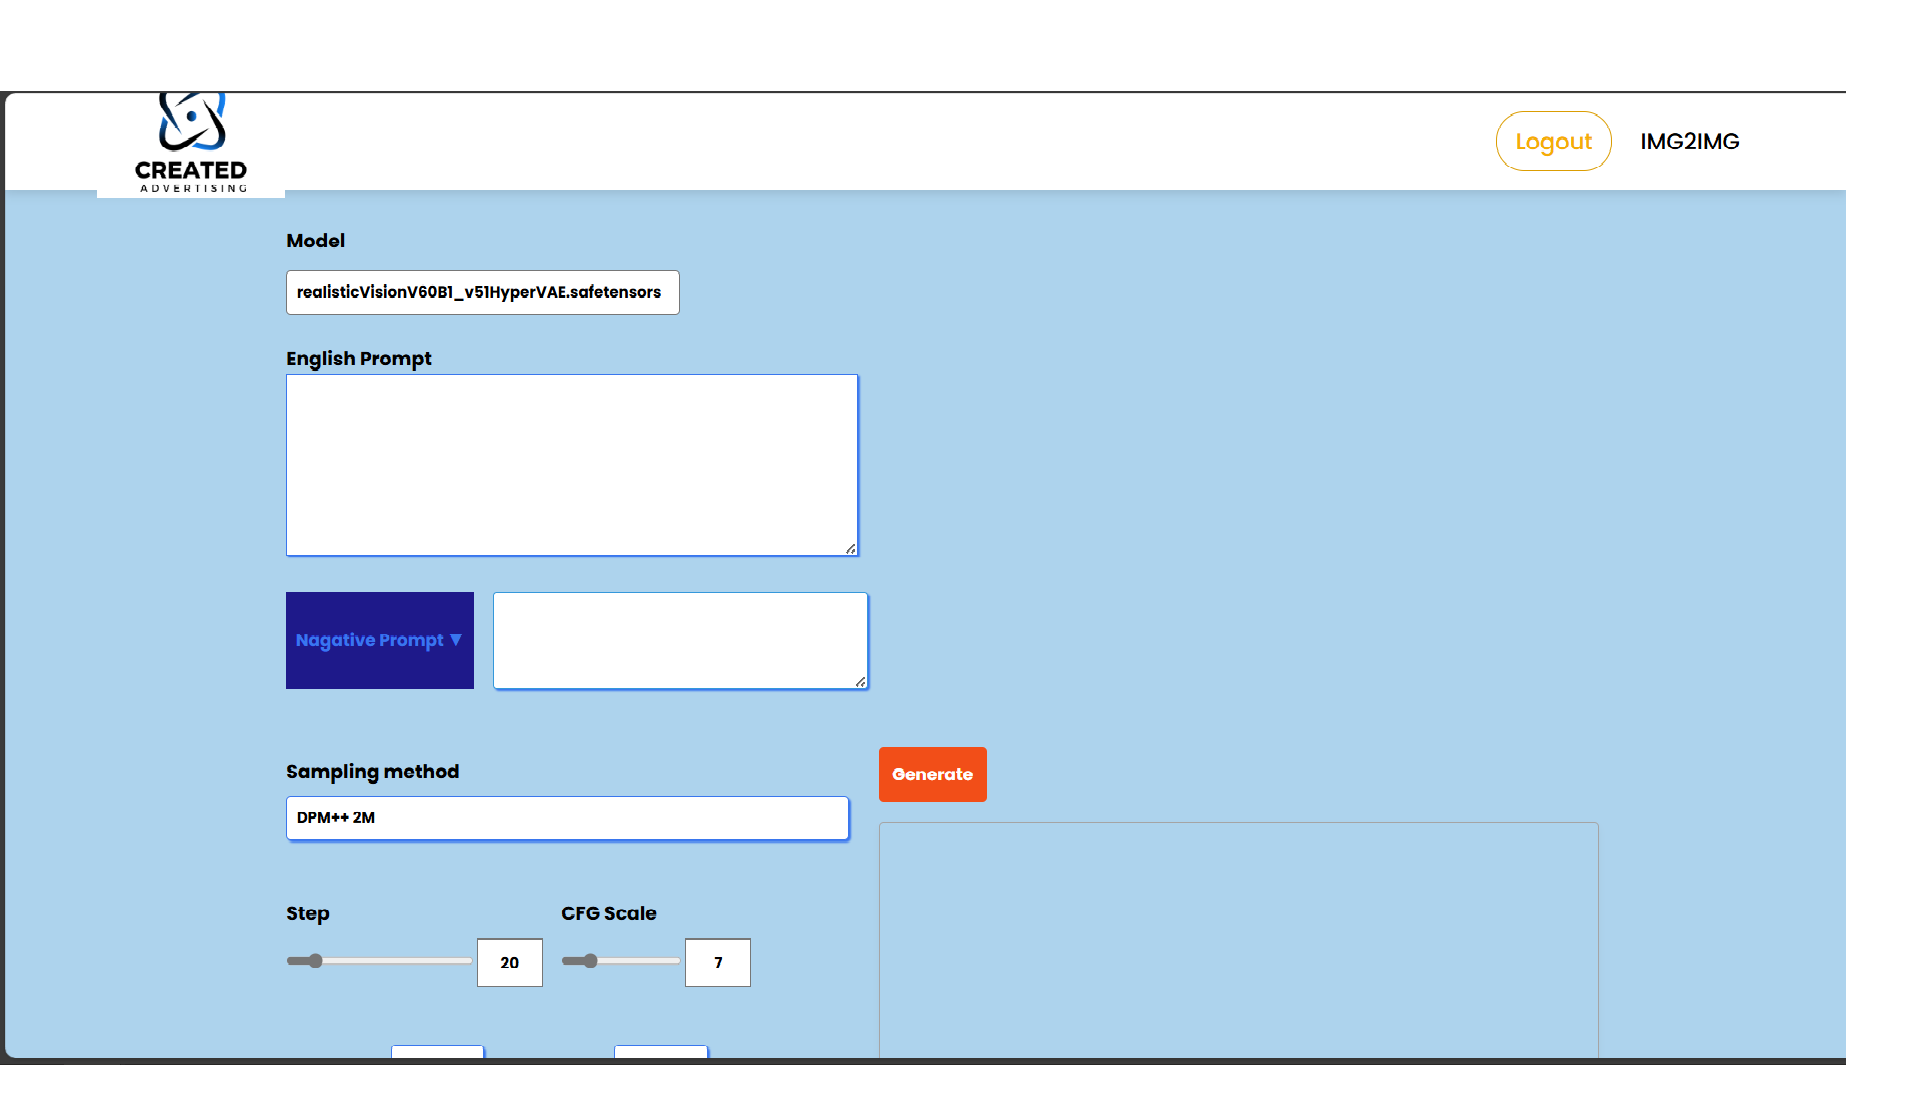 CREATED
ADVERTISING
Logout
IMG2IMG
Model
realisticVisionV60B1_v51HyperVAE.safetensors
English Prompt
Nagative Prompt ▼
Sampling method
DPM++ 2M
Generate
Step
CFG Scale
20
7